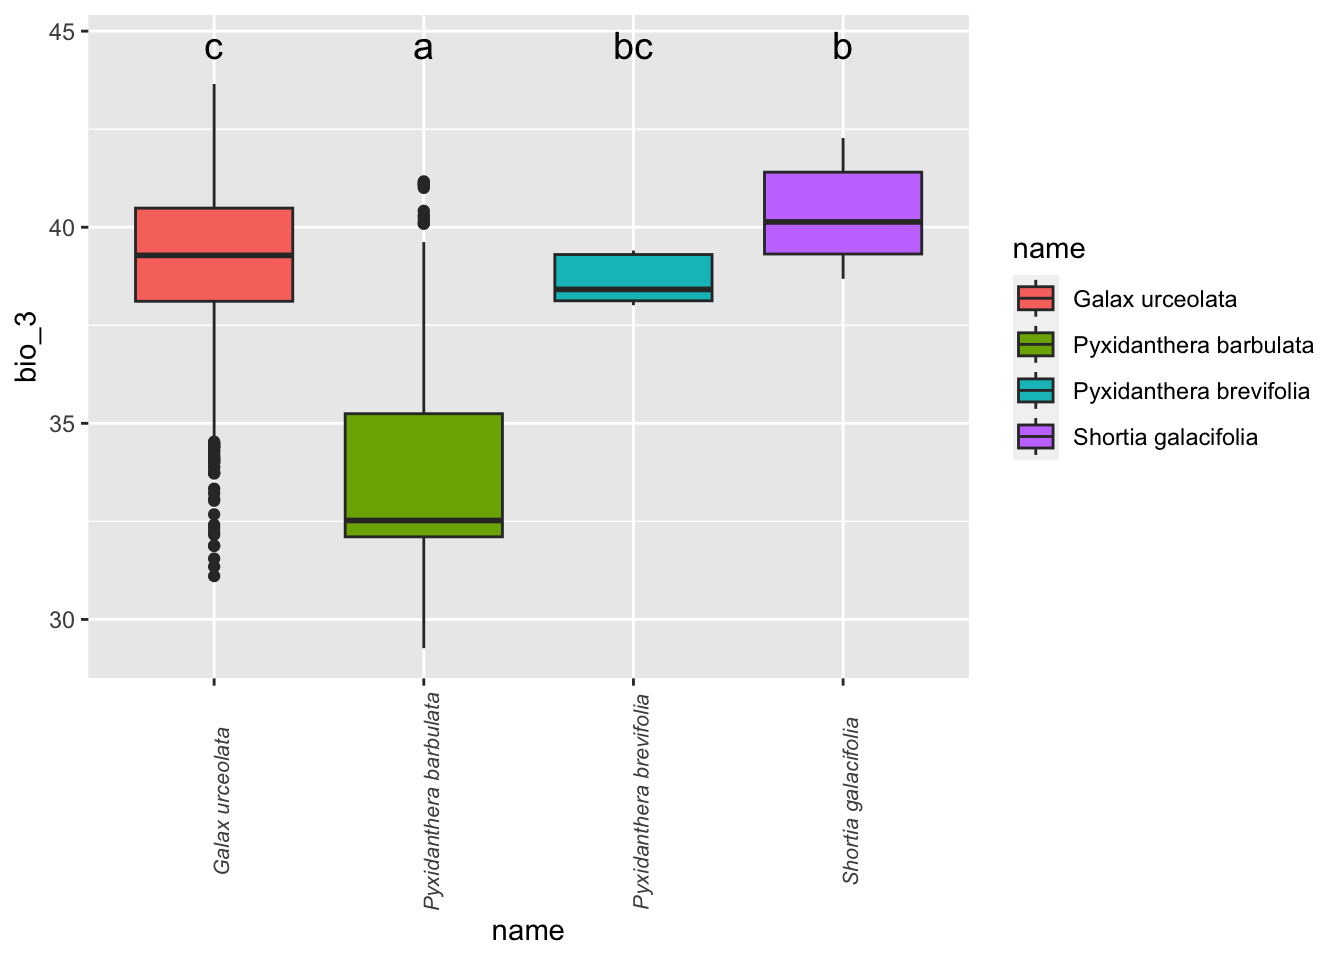 45
c a bc b
40
35
30
bio_3
Galax urceolata
Pyxidanthera barbulata
Pyxidanthera brevifolia
Shortia galacifolia
name
name
Galax urceolata
Pyxidanthera barbulata
Pyxidanthera brevifolia
Shortia galacifolia